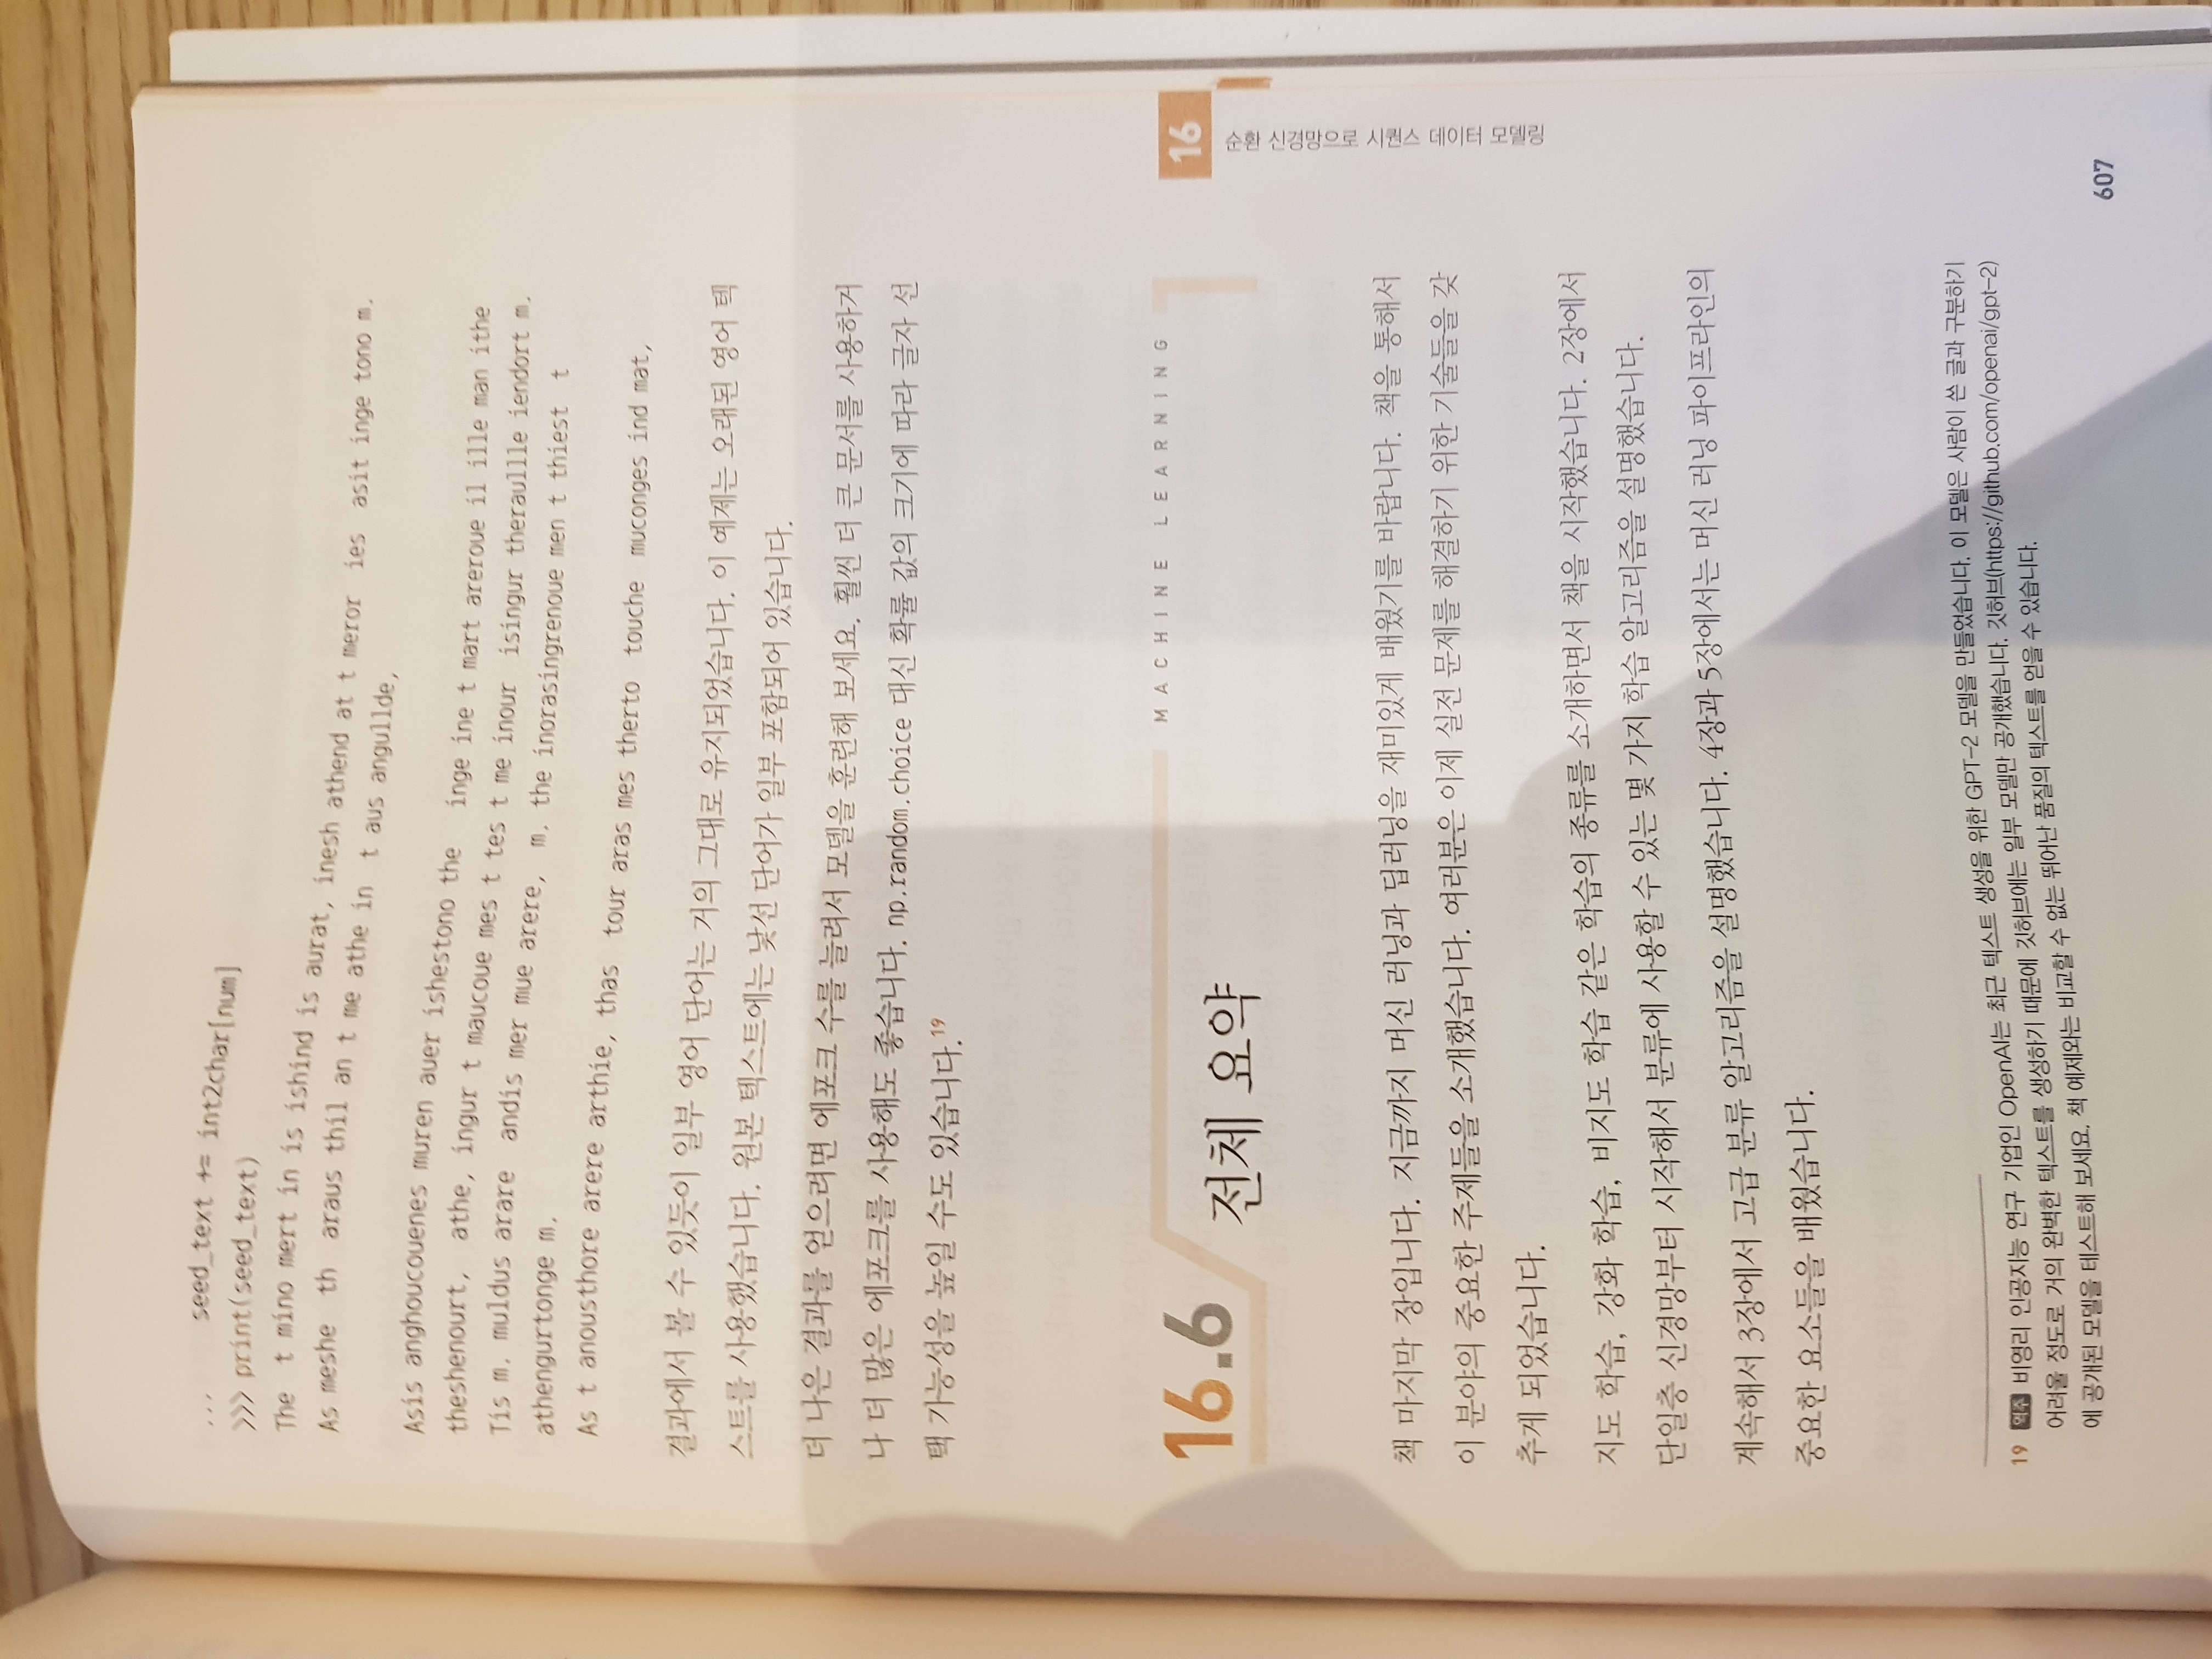 ...     seed_text += int2char[num]
>>> print(seed_text)
The  t mino mert in is ishind is aurat, inesh athend at t meror  ies  asit inge tono m.
As meshe  th  araus thil an t me athe in  t aus angullde,
Asis anghoucouenes muren auer ishestono the   inge ine t mart areroue il ille man ithe
theshenourt,  athe, ingur t maucoue mes t tes t me inour  isingur theraullle iendort m.
Tis m. muldus arare  andis mer mue arere,  m. the inorasingrenoue men t thiest  t
athengurtonge m.
As t anousthore arere arthie, thas  tour aras mes therto  touche  muconges ind mat,
결과에서 볼 수 있듯이 일부 영어 단어는 거의 그대로 유지되었습니다. 이 예제는 오래된 영어 텍
스트를 사용했습니다. 원본 텍스트에는 낯선 단어가 일부 포함되어 있습니다.
더 나은 결과를 얻으려면 에포크 수를 늘려서 모델을 훈련해 보세요. 훨씬 더 큰 문서를 사용하거
나 더 많은 에포크를 사용해도 좋습니다. np.random.choice 대신 확률 값의 크기에 따라 글자 선
택 가능성을 높일 수도 있습니다.19
MACHINE LEARNING
16.6 전체 요약
16
순환 신경망으로 시퀀스 데이터 모델링
책 마지막 장입니다. 지금까지 머신 러닝과 딥러닝을 재미있게 배웠기를 바랍니다. 책을 통해서
이 분야의 중요한 주제들을 소개했습니다. 여러분은 이제 실전 문제를 해결하기 위한 기술들을 갖
추게 되었습니다.
지도 학습, 강화 학습, 비지도 학습 같은 학습의 종류를 소개하면서 책을 시작했습니다. 2장에서
단일층 신경망부터 시작해서 분류에 사용할 수 있는 몇 가지 학습 알고리즘을 설명했습니다.
계속해서 3장에서 고급 분류 알고리즘을 설명했습니다. 4장과 5장에서는 머신 러닝 파이프라인의
중요한 요소들을 배웠습니다.
19 역주 비영리 인공지능 연구 기업인 OpenAI는 최근 텍스트 생성을 위한 GPT-2 모델을 만들었습니다. 이 모델은 사람이 쓴 글과 구분하기
어려울 정도로 거의 완벽한 텍스트를 생성하기 때문에 깃허브에는 일부 모델만 공개했습니다. 깃허브(https://github.com/openai/gpt-2)
에 공개된 모델을 테스트해 보세요. 책 예제와는 비교할 수 없는 뛰어난 품질의 텍스트를 얻을 수 있습니다.
607